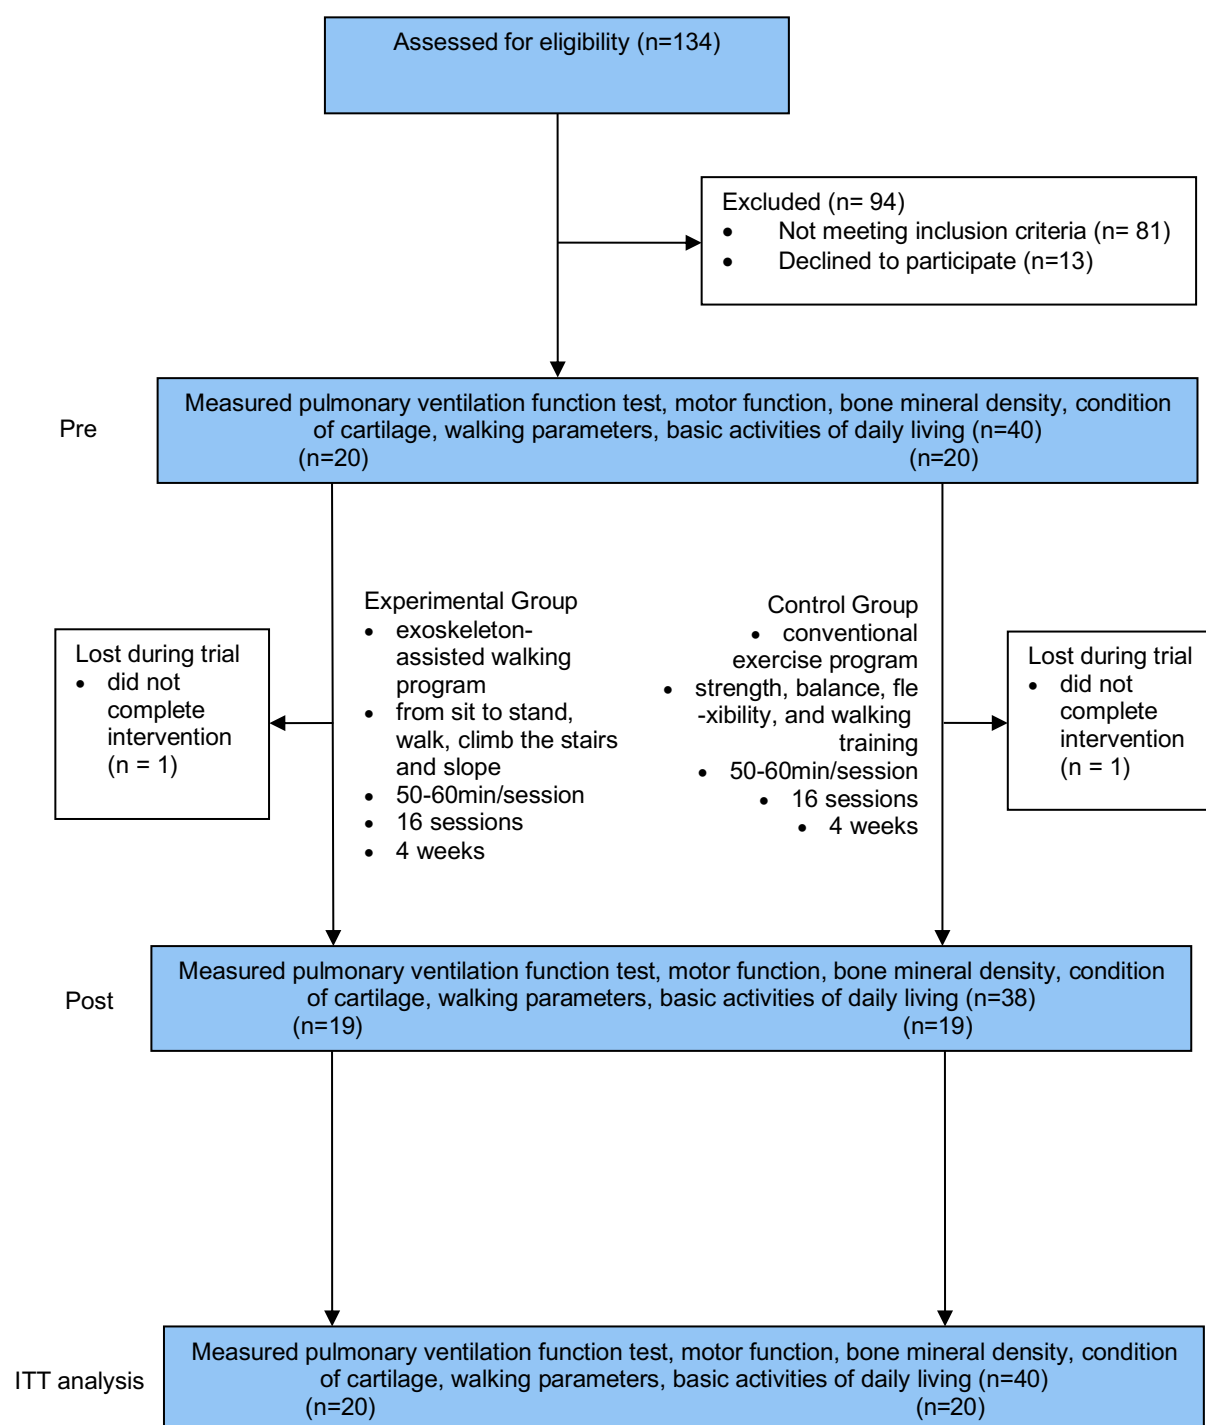 Assessed for eligibility (n=134)
Excluded (n= 94)
• Not meeting inclusion criteria (n= 81)
• Declined to participate (n=13)
Pre
Measured pulmonary ventilation function test, motor function, bone mineral density, condition
of cartilage, walking parameters, basic activities of daily living (n=40)
(n=20) (n=20)
Lost during trial
• did not
complete
intervention
(n = 1)
Experimental Group
• exoskeleton-
assisted walking
program
• from sit to stand,
walk, climb the stairs
and slope
• 50-60min/session
• 16 sessions
• 4 weeks
Control Group
• conventional
exercise program
• strength, balance, fle
-xibility, and walking
training
• 50-60min/session
• 16 sessions
• 4 weeks
Lost during trial
• did not
complete
intervention
(n = 1)
Post
Measured pulmonary ventilation function test, motor function, bone mineral density, condition
of cartilage, walking parameters, basic activities of daily living (n=38)
(n=19) (n=19)
ITT analysis
Measured pulmonary ventilation function test, motor function, bone mineral density, condition
of cartilage, walking parameters, basic activities of daily living (n=40)
(n=20) (n=20)